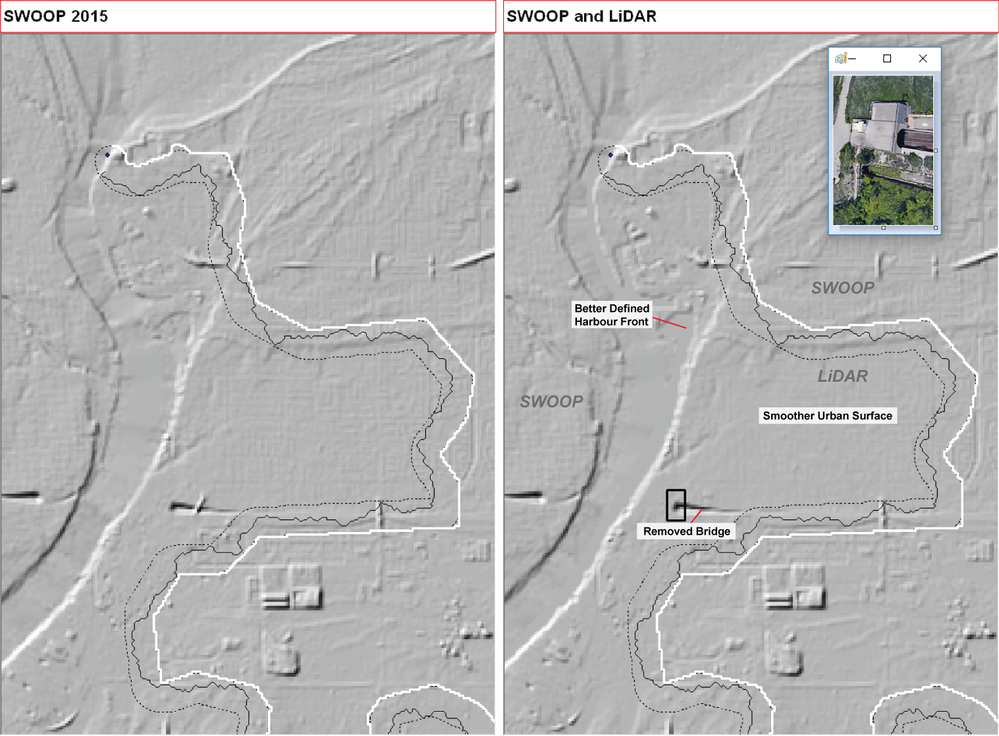 SWOOP 2015
SWOOP and LiDAR
SWOOP
Better Defined
Harbour Front
LiDAR
SWOOP
Smoother Urban Surface
Removed Bridge